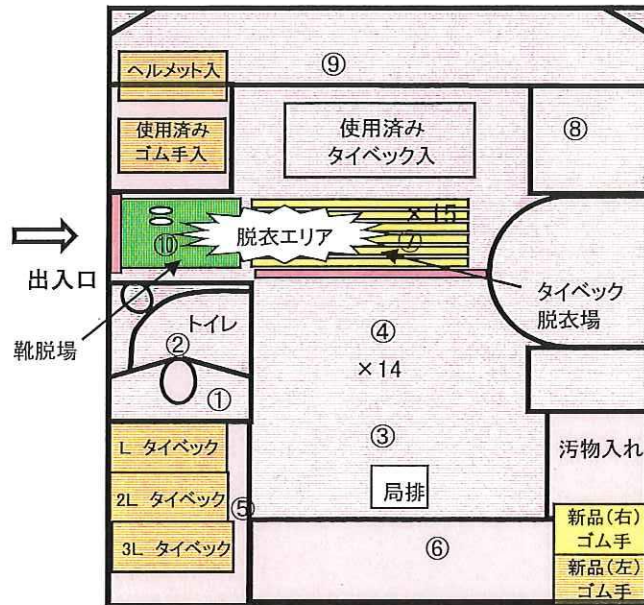 ⑨
ヘルメット入
使用済み
ゴム手入
使用済み
タイベック入
⑧
×15
脱衣エリア
⑦
⑩
出入口
靴脱場
タイベック
脱衣場
トイレ
②
①
④
×14
③
局排
L タイベック
2L タイベック
3L タイベック
⑤
⑥
汚物入れ
新品(右)
ゴム手
新品(左)
ゴム手